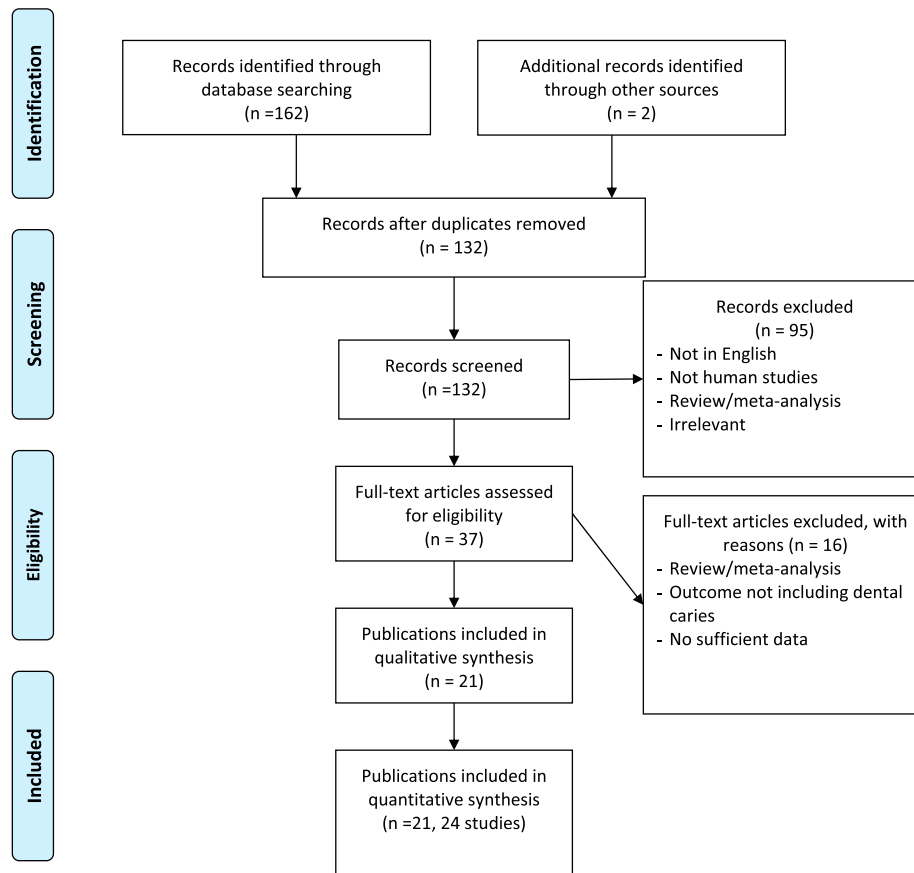 Identification
Records identified through
database searching
(n =162)
Additional records identified
through other sources
(n = 2)
Records after duplicates removed
(n = 132)
Screening
Records screened
(n =132)
Records excluded
(n = 95)
- Not in English
- Not human studies
- Review/meta-analysis
- Irrelevant
Eligibility
Full-text articles assessed
for eligibility
(n = 37)
Full-text articles excluded, with
reasons (n = 16)
- Review/meta-analysis
- Outcome not including dental
caries
- No sufficient data
Publications included in
qualitative synthesis
(n = 21)
Included
Publications included in
quantitative synthesis
(n =21, 24 studies)